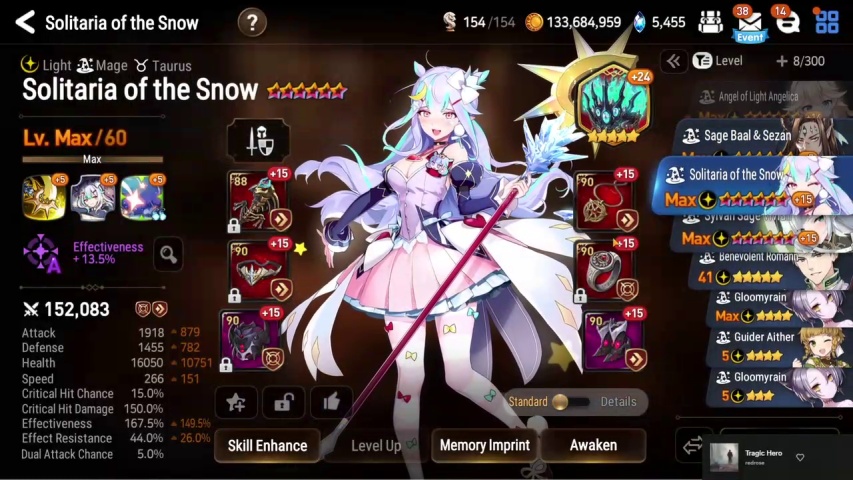 Solitaria of the Snow
?
154/154
133,684,959
5,455
38
Event
14
Light Mage Taurus
Solitaria of the Snow
Lv. Max/60
Max
+5
+5
+5
Effectiveness
+ 13.5%
A
152,083
Attack 1918 879
Defense 1455 782
Health 16050 10751
Speed 266 151
Critical Hit Chance 15.0%
Critical Hit Damage 150.0%
Effectiveness 167.5% 149.5%
Effect Resistance 44.0% 26.0%
Dual Attack Chance 5.0%
88 +15
90 +15
90 +15
+24
90 +15
90 +15
90 +15
Standard
Details
Skill Enhance
Level Up
Memory Imprint
Awaken
Level
+ 8/300
Angel of Light Angelica
Sage Baal & Sezan
Solitaria of the Snow
Max +15
Sylvan Sage
Max +15
Benevolent Romann
41
Gloomyrain
Max
Guider Aither
5
Gloomyrain
5
Tragic Hero
redrose